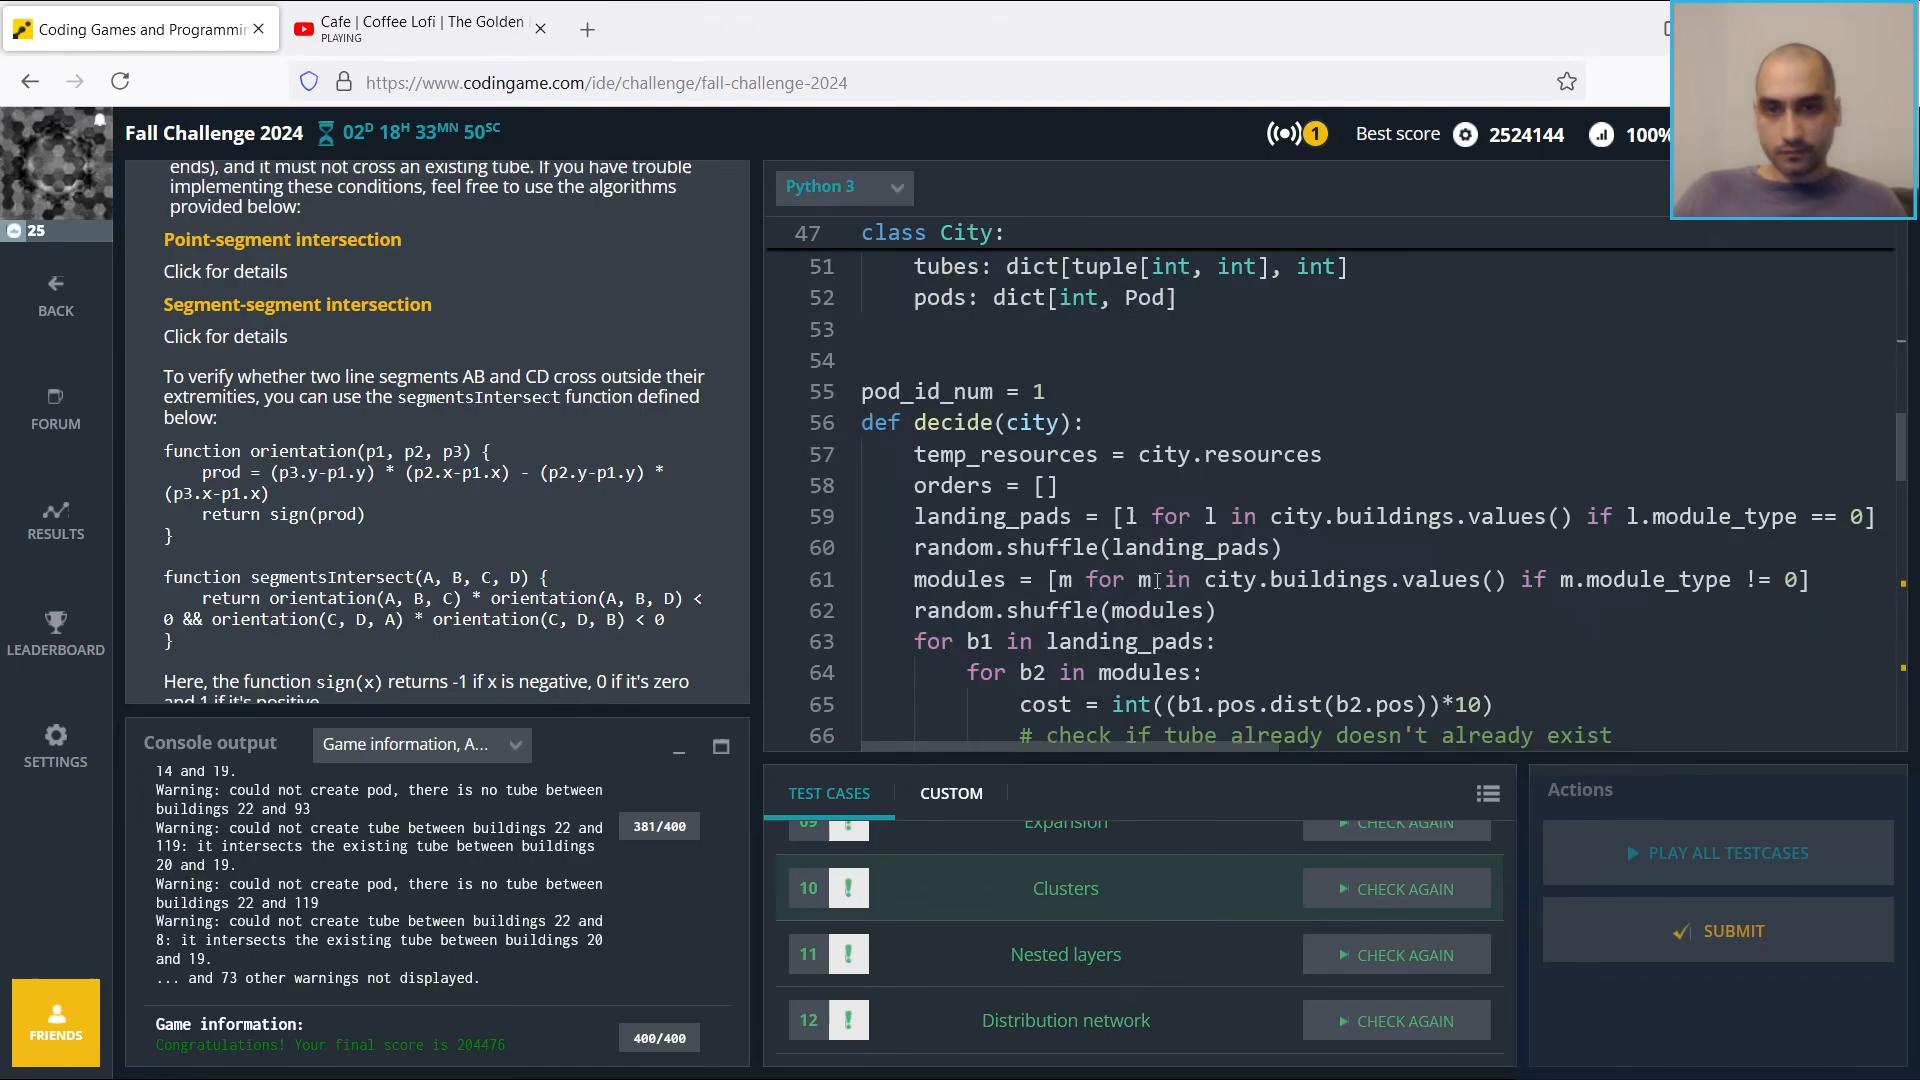 Coding Games and Programmin
Cafe | Coffee Lofi | The Golden
PLAYING
https://www.codingame.com/ide/challenge/fall-challenge-2024
25
BACK
FORUM
RESULTS
LEADERBOARD
SETTINGS
FRIENDS
Fall Challenge 2024 02D 18H 33MN 50SC
1 Best score 2524144 100%
ends), and it must not cross an existing tube. If you have trouble
implementing these conditions, feel free to use the algorithms
provided below:
Point-segment intersection
Click for details
Segment-segment intersection
Click for details
To verify whether two line segments AB and CD cross outside their
extremities, you can use the segmentsIntersect function defined
below:
function orientation(p1, p2, p3) {
prod = (p3.y-p1.y) * (p2.x-p1.x) - (p2.y-p1.y) *
(p3.x-p1.x)
return sign(prod)
}
function segmentsIntersect(A, B, C, D) {
return orientation(A, B, C) * orientation(A, B, D) <
0 && orientation(C, D, A) * orientation(C, D, B) < 0
}
Here, the function sign(x) returns -1 if x is negative, 0 if it's zero
and 1 if it's positive
Console output
Game information, A...
14 and 19.
Warning: could not create pod, there is no tube between
buildings 22 and 93
Warning: could not create tube between buildings 22 and
119: it intersects the existing tube between buildings
20 and 19.
Warning: could not create pod, there is no tube between
buildings 22 and 119
Warning: could not create tube between buildings 22 and
8: it intersects the existing tube between buildings 20
and 19.
... and 73 other warnings not displayed.
381/400
Game information:
Congratulations! Your final score is 204476
400/400
Python 3
47 class City:
51 tubes: dict[tuple[int, int], int]
52 pods: dict[int, Pod]
53
54
55 pod_id_num = 1
56 def decide(city):
57 temp_resources = city.resources
58 orders = []
59 landing_pads = [l for l in city.buildings.values() if l.module_type == 0]
60 random.shuffle(landing_pads)
61 modules = [m for m in city.buildings.values() if m.module_type != 0]
62 random.shuffle(modules)
63 for b1 in landing_pads:
64 for b2 in modules:
65 cost = int((b1.pos.dist(b2.pos))*10)
66 # check if tube already doesn't already exist
TEST CASES
CUSTOM
09 Expansion CHECK AGAIN
10 Clusters CHECK AGAIN
11 Nested layers CHECK AGAIN
12 Distribution network CHECK AGAIN
Actions
PLAY ALL TESTCASES
SUBMIT